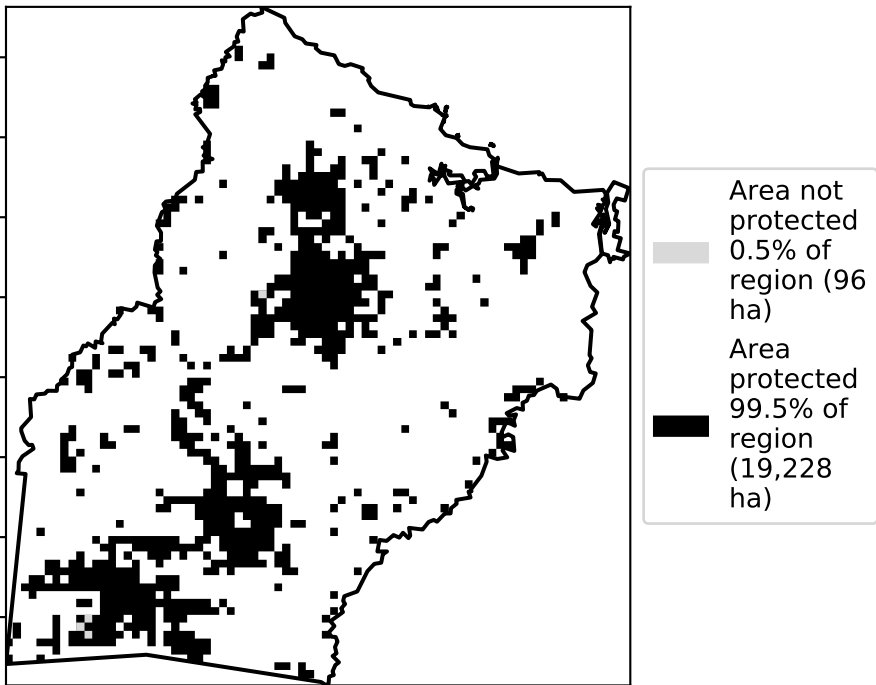 Area not
protected
0.5% of
region (96
ha)
Area
protected
99.5% of
region
(19,228
ha)